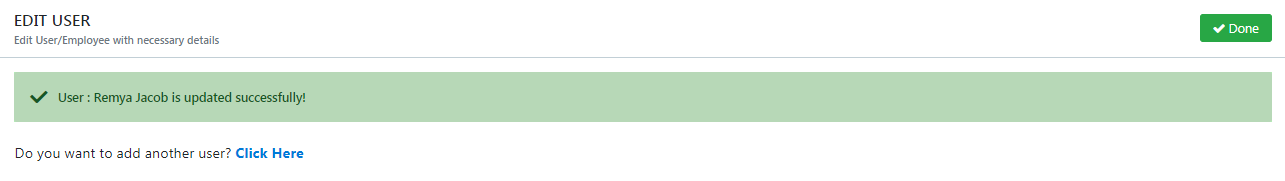 EDIT USER
Edit User/Employee with necessary details
Done
User : Remya Jacob is updated successfully!
Do you want to add another user? Click Here